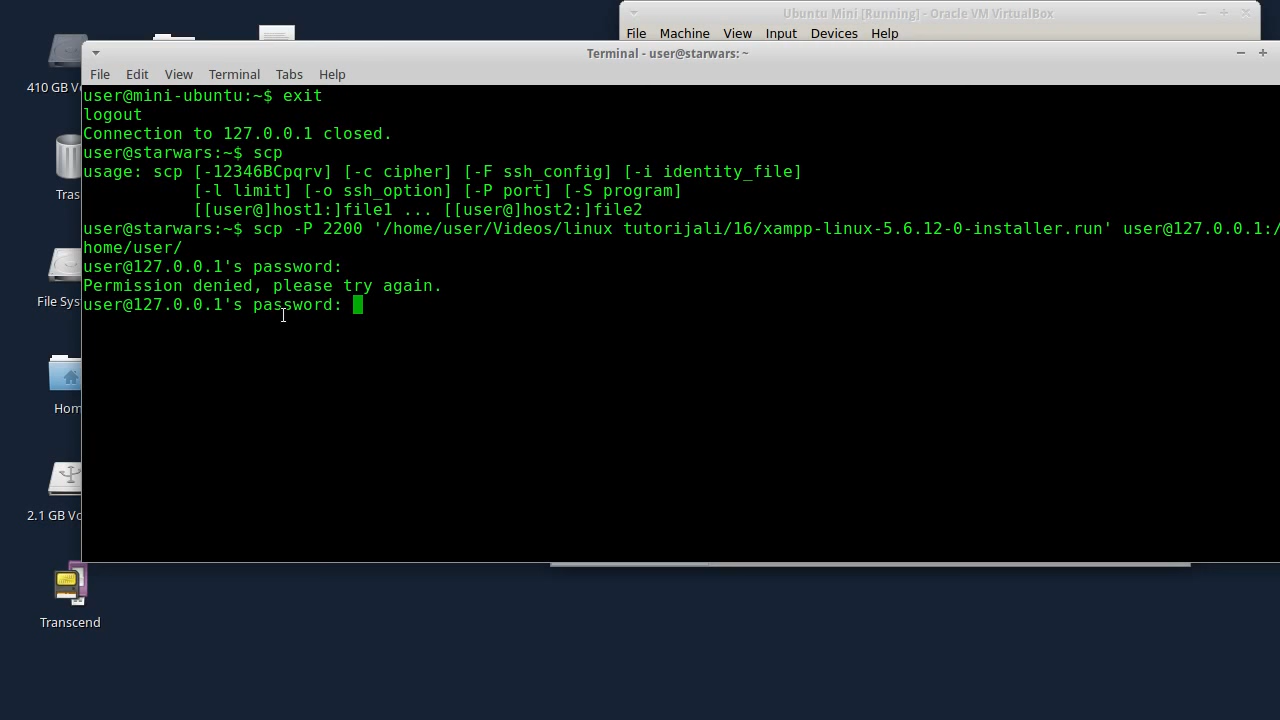 Ubuntu Mini [Running] - Oracle VM VirtualBox
File Machine View Input Devices Help
Terminal - user@starwars: ~
File Edit View Terminal Tabs Help
user@mini-ubuntu:~$ exit
logout
Connection to 127.0.0.1 closed.
user@starwars:~$ scp
usage: scp [-12346BCpqrv] [-c cipher] [-F ssh_config] [-i identity_file]
[-l limit] [-o ssh_option] [-P port] [-S program]
[[user@]host1:]file1 ... [[user@]host2:]file2
user@starwars:~$ scp -P 2200 '/home/user/Videos/linux tutorijali/16/xampp-linux-5.6.12-0-installer.run' user@127.0.0.1:/
home/user/
user@127.0.0.1's password:
Permission denied, please try again.
user@127.0.0.1's password:
410 GB
Tras
File Sys
Hom
2.1 GB
Transcend